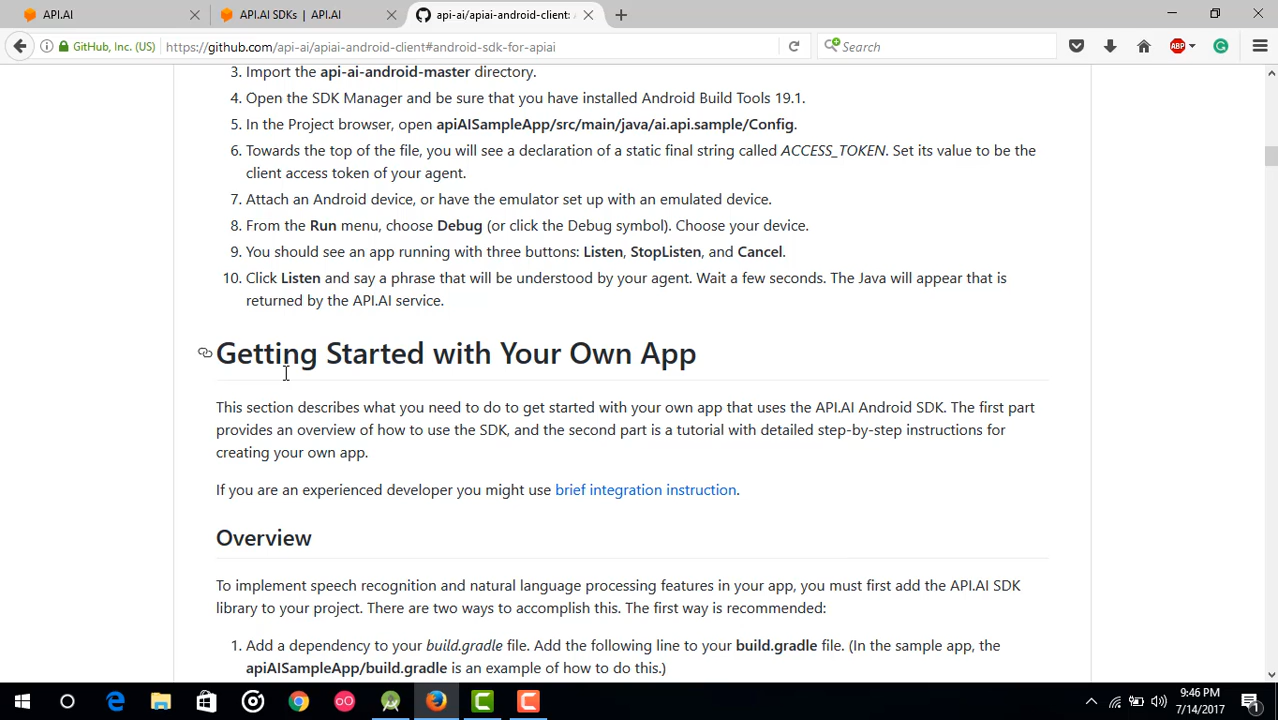 API.AI
API.AI SDKs | API.AI
api-ai/apiai-android-client:
GitHub, Inc. (US)
https://github.com/api-ai/apiai-android-client#android-sdk-for-apiai
Search
ABP
3. Import the api-ai-android-master directory.
4. Open the SDK Manager and be sure that you have installed Android Build Tools 19.1.
5. In the Project browser, open apiAISampleApp/src/main/java/ai.api.sample/Config.
6. Towards the top of the file, you will see a declaration of a static final string called ACCESS_TOKEN. Set its value to be the
client access token of your agent.
7. Attach an Android device, or have the emulator set up with an emulated device.
8. From the Run menu, choose Debug (or click the Debug symbol). Choose your device.
9. You should see an app running with three buttons: Listen, StopListen, and Cancel.
10. Click Listen and say a phrase that will be understood by your agent. Wait a few seconds. The Java will appear that is
returned by the API.AI service.
Getting Started with Your Own App
This section describes what you need to do to get started with your own app that uses the API.AI Android SDK. The first part
provides an overview of how to use the SDK, and the second part is a tutorial with detailed step-by-step instructions for
creating your own app.
If you are an experienced developer you might use brief integration instruction.
Overview
To implement speech recognition and natural language processing features in your app, you must first add the API.AI SDK
library to your project. There are two ways to accomplish this. The first way is recommended:
1. Add a dependency to your build.gradle file. Add the following line to your build.gradle file. (In the sample app, the
apiAISampleApp/build.gradle is an example of how to do this.)
9:46 PM
7/14/2017